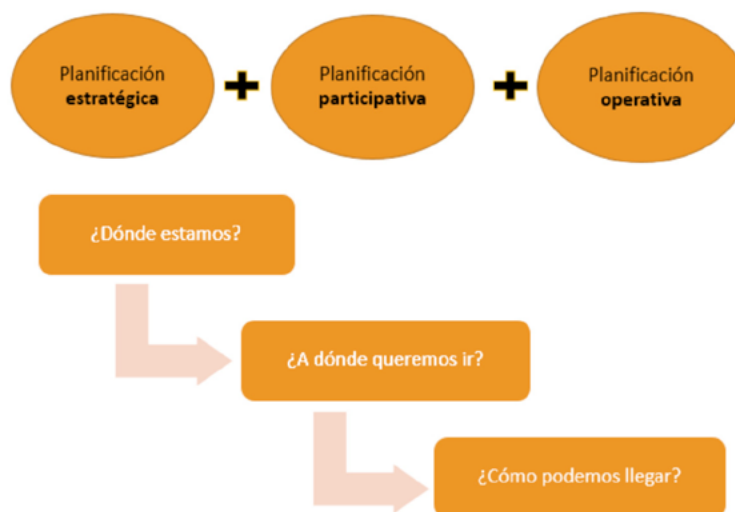 Planificación
estratégica
Planificación
participativa
Planificación
operativa
¿Dónde estamos?
¿A dónde queremos ir?
¿Cómo podemos llegar?